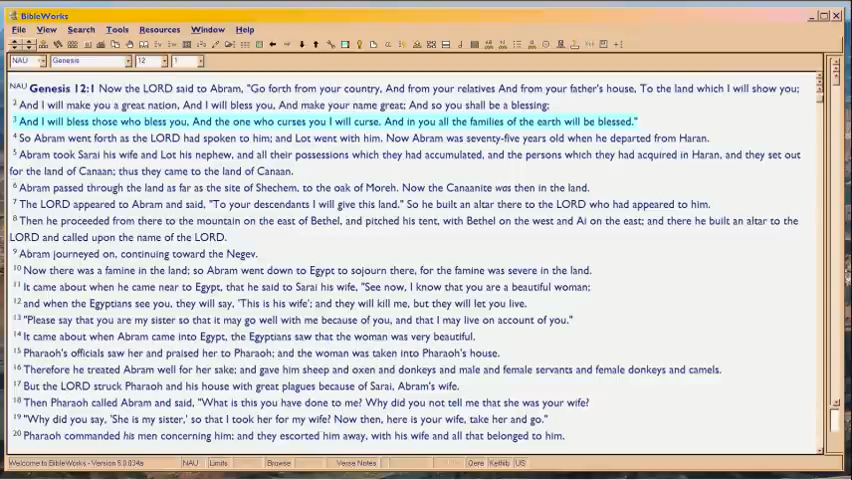 BibleWorks
File View Search Tools Resources Window Help
NAU Genesis 12 1
NAU Genesis 12:1 Now the LORD said to Abram, "Go forth from your country, And from your relatives And from your father's house, To the land which I will show you;
2 And I will make you a great nation, And I will bless you, And make your name great; And so you shall be a blessing;
3 And I will bless those who bless you, And the one who curses you I will curse. And in you all the families of the earth will be blessed."
4 So Abram went forth as the LORD had spoken to him; and Lot went with him. Now Abram was seventy-five years old when he departed from Haran.
5 Abram took Sarai his wife and Lot his nephew, and all their possessions which they had accumulated, and the persons which they had acquired in Haran, and they set out
for the land of Canaan; thus they came to the land of Canaan.
6 Abram passed through the land as far as the site of Shechem, to the oak of Moreh. Now the Canaanite was then in the land.
7 The LORD appeared to Abram and said, "To your descendants I will give this land." So he built an altar there to the LORD who had appeared to him.
8 Then he proceeded from there to the mountain on the east of Bethel, and pitched his tent, with Bethel on the west and Ai on the east; and there he built an altar to the
LORD and called upon the name of the LORD.
9 Abram journeyed on, continuing toward the Negev.
10 Now there was a famine in the land; so Abram went down to Egypt to sojourn there, for the famine was severe in the land.
11 It came about when he came near to Egypt, that he said to Sarai his wife, "See now, I know that you are a beautiful woman;
12 and when the Egyptians see you, they will say, 'This is his wife'; and they will kill me, but they will let you live.
13 "Please say that you are my sister so that it may go well with me because of you, and that I may live on account of you."
14 It came about when Abram came into Egypt, the Egyptians saw that the woman was very beautiful.
15 Pharaoh's officials saw her and praised her to Pharaoh; and the woman was taken into Pharaoh's house.
16 Therefore he treated Abram well for her sake; and gave him sheep and oxen and donkeys and male and female servants and female donkeys and camels.
17 But the LORD struck Pharaoh and his house with great plagues because of Sarai, Abram's wife.
18 Then Pharaoh called Abram and said, "What is this you have done to me? Why did you not tell me that she was your wife?
19 "Why did you say, 'She is my sister,' so that I took her for my wife? Now then, here is your wife, take her and go."
20 Pharaoh commanded his men concerning him; and they escorted him away, with his wife and all that belonged to him.
Welcome to BibleWorks - Version 5.0.034a NAU Limits Browse Verse Notes Qere Kethib US